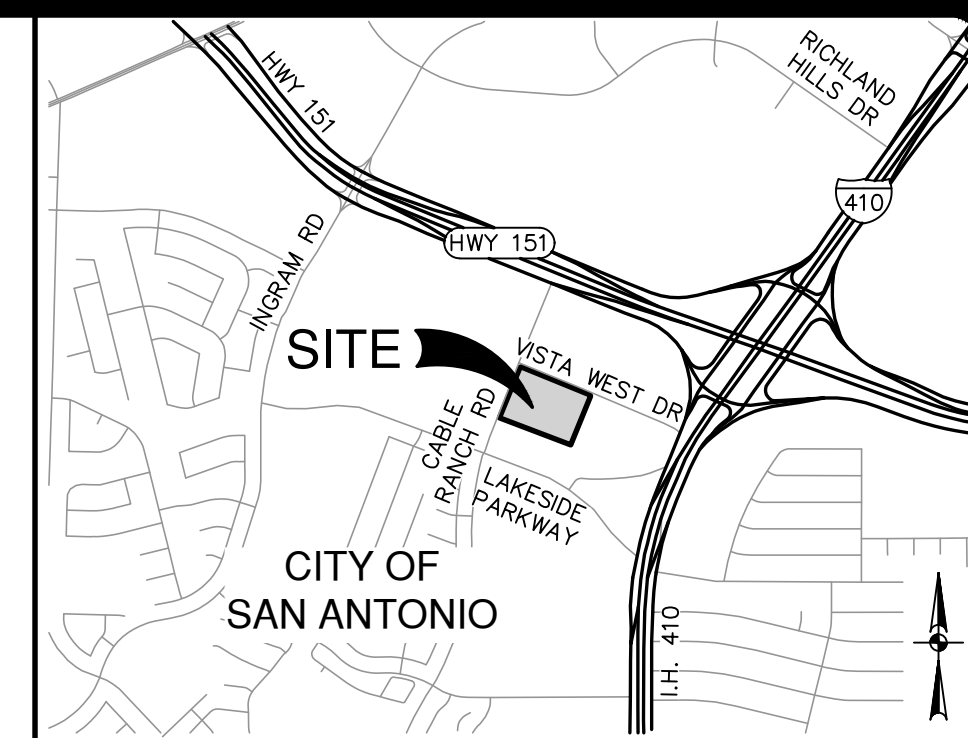 RICHLAND
HILLS DR
HWY 151
410
HWY 151
INGRAM RD
SITE
VISTA WEST DR
CABLE
RANCH RD
LAKESIDE
PARKWAY
CITY OF
SAN ANTONIO
I.H. 410